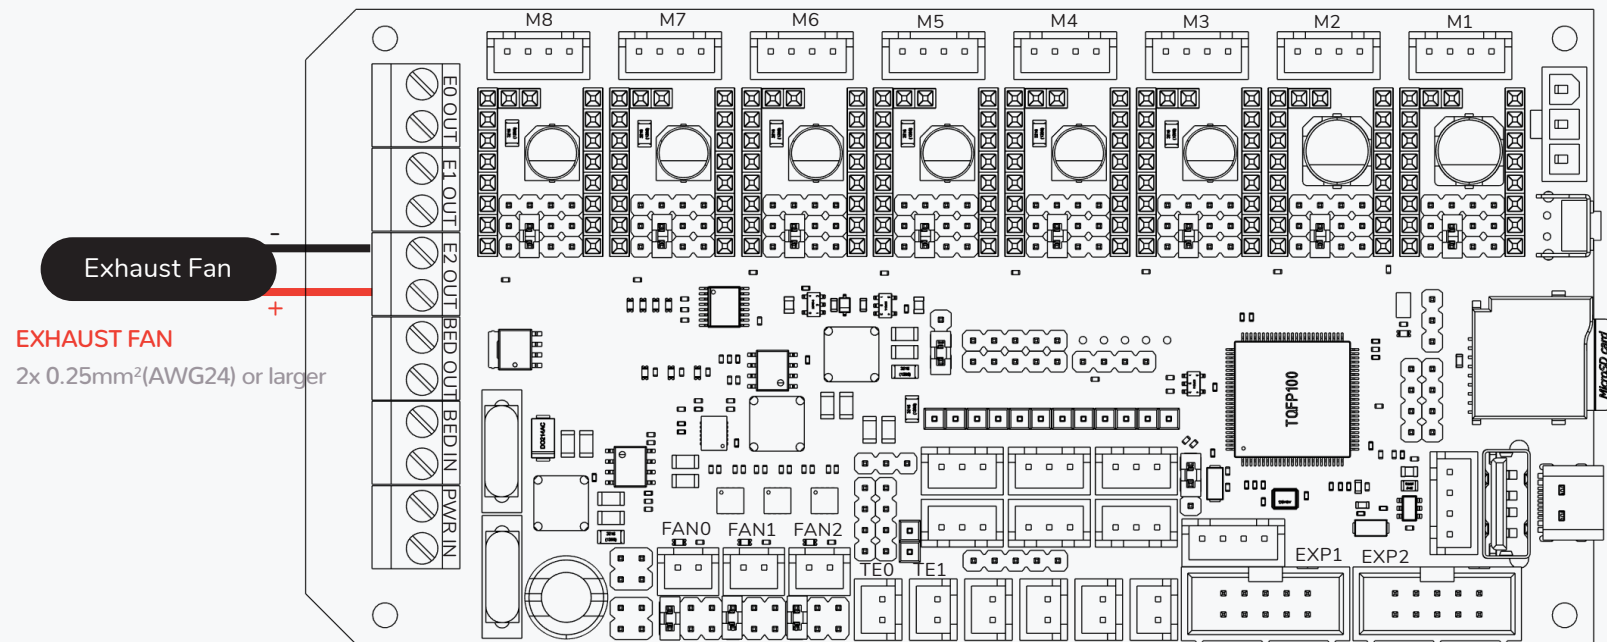 M8
M7
M6
M5
M4
M3
M2
M1
E0 OUT
E1 OUT
E2 OUT
BED OUT
BED IN
PWR IN
-
Exhaust Fan
+
EXHAUST FAN
2x 0.25mm²(AWG24) or larger
TQFP100
MicroSD card
DO214AC
FAN0
FAN1
FAN2
TE0
TE1
EXP1
EXP2